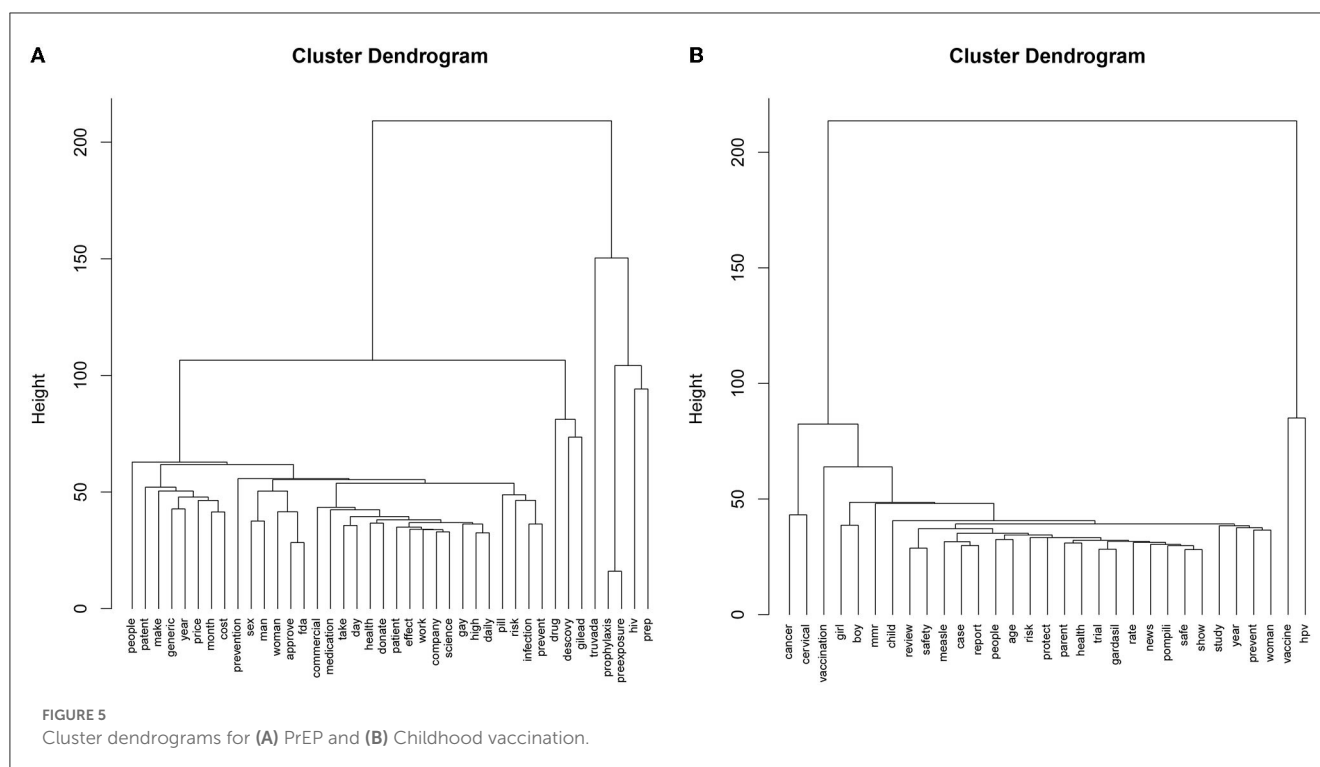 A
Cluster Dendrogram
Height
0
50
100
150
200
people
patent
make
generic
year
price
month
cost
prevention
sex
man
woman
approve
fda
commercial
medication
take
day
health
donate
patient
effect
work
company
science
gay
high
daily
pill
risk
infection
prevent
drug
descovy
gilead
truvada
prophylaxis
preexposure
hiv
prep
B
Cluster Dendrogram
Height
0
50
100
150
200
cancer
cervical
vaccination
girl
boy
mmr
child
review
safety
measle
case
report
people
age
risk
protect
parent
health
trial
gardasil
rate
news
pompili
safe
show
study
year
prevent
woman
vaccine
hpv
FIGURE 5
Cluster dendrograms for (A) PrEP and (B) Childhood vaccination.